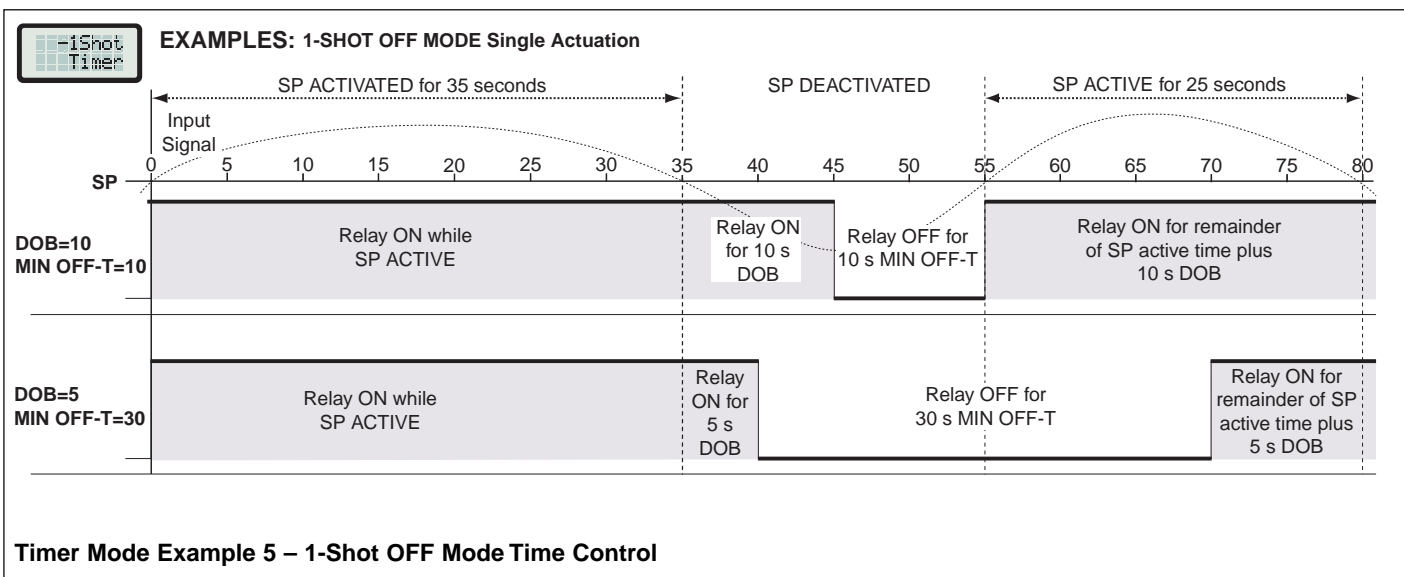 -1Shot
Timer
EXAMPLES: 1-SHOT OFF MODE Single Actuation
SP ACTIVATED for 35 seconds
SP DEACTIVATED
SP ACTIVE for 25 seconds
Input
Signal
0 5 10 15 20 25 30 35 40 45 50 55 60 65 70 75 80
SP
DOB=10
MIN OFF-T=10
Relay ON while
SP ACTIVE
Relay ON
for 10 s
DOB
Relay OFF for
10 s MIN OFF-T
Relay ON for remainder
of SP active time plus
10 s DOB
DOB=5
MIN OFF-T=30
Relay ON while
SP ACTIVE
Relay
ON for
5 s
DOB
Relay OFF for
30 s MIN OFF-T
Relay ON for
remainder of SP
active time plus
5 s DOB
Timer Mode Example 5 – 1-Shot OFF Mode Time Control